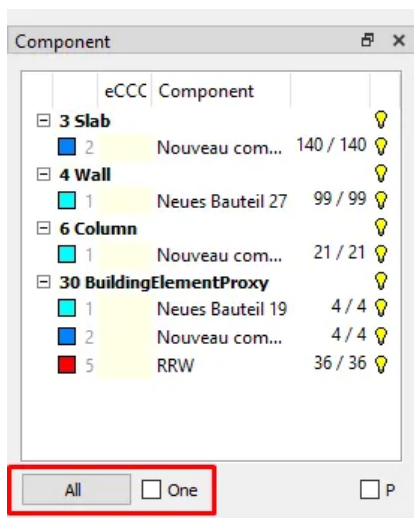 Component
eCCC Component
3 Slab
2 Nouveau com... 140 / 140
4 Wall
1 Neues Bauteil 27 99 / 99
6 Column
1 Nouveau com... 21 / 21
30 BuildingElementProxy
1 Neues Bauteil 19 4 / 4
2 Nouveau com... 4 / 4
5 RRW 36 / 36
All One P